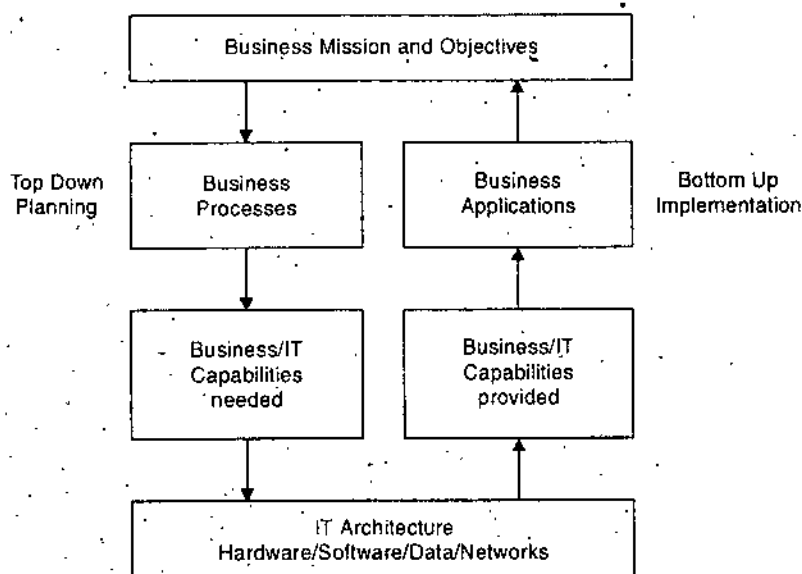 Business Mission and Objectives
Top Down
Planning
Business
Processes
Business
Applications
Bottom Up
Implementation
Business/IT
Capabilities
needed
Business/IT
Capabilities
provided
IT Architecture
Hardware/Software/Data/Networks